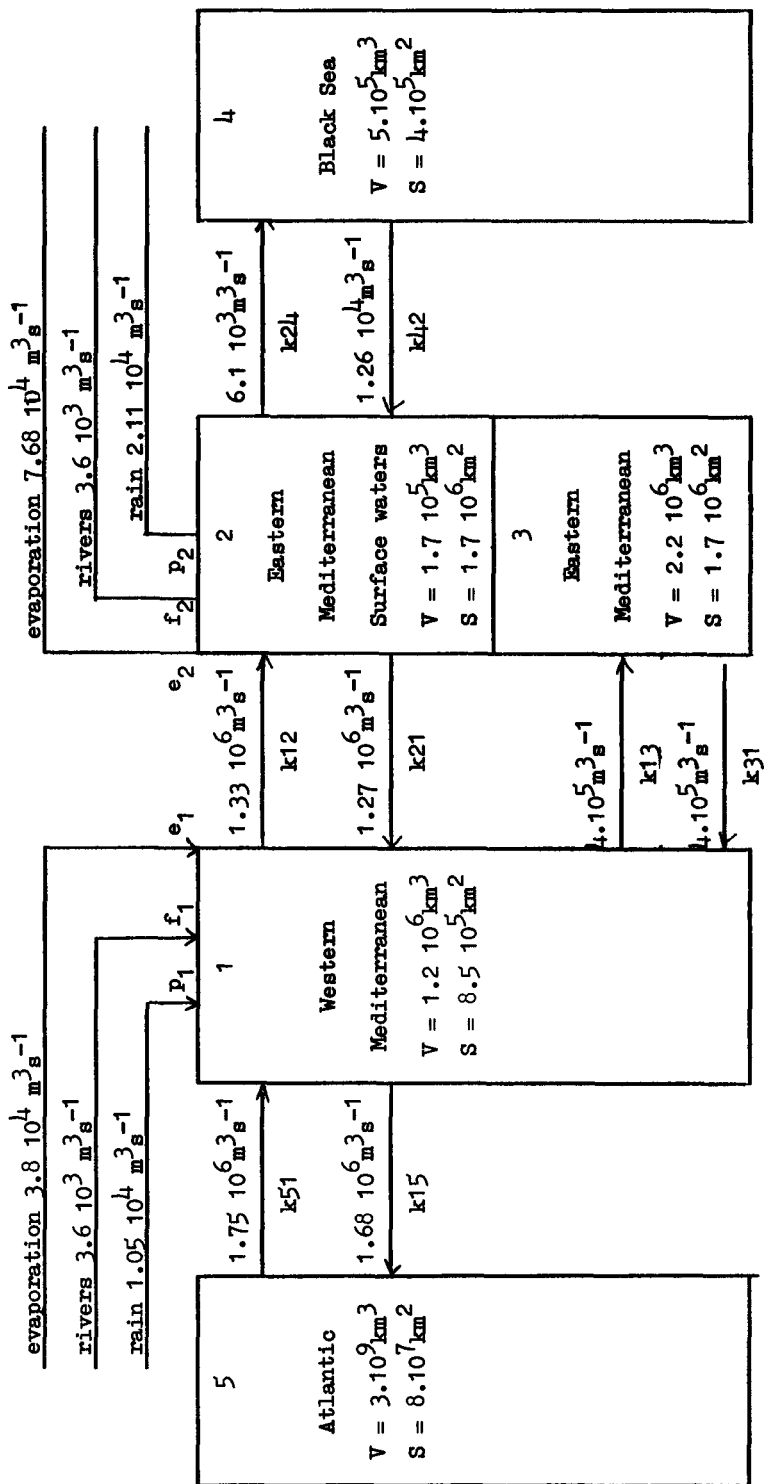 evaporation 3.8 10⁴ m³s⁻¹
rivers 3.6 10³ m³s⁻¹
rain 1.05 10⁴ m³s⁻¹
p₁
f₁
e₁
evaporation 7.68 10⁴ m³s⁻¹
rivers 3.6 10³ m³s⁻¹
rain 2.11 10⁴ m³s⁻¹
e₂
f₂
p₂
5
Atlantic
V = 3.10⁹km³
S = 8.10⁷km²
1.75 10⁶m³s⁻¹
k51
1.68 10⁶m³s⁻¹
k15
1
Western
Mediterranean
V = 1.2 10⁶km³
S = 8.5 10⁵km²
1.33 10⁶m³s⁻¹
k12
1.27 10⁶m³s⁻¹
k21
4.10⁵m³s⁻¹
k13
4.10⁵m³s⁻¹
k31
2
Eastern
Mediterranean
Surface waters
V = 1.7 10⁵km³
S = 1.7 10⁶km²
3
Eastern
Mediterranean
V = 2.2 10⁶km³
S = 1.7 10⁶km²
6.1 10³m³s⁻¹
k24
1.26 10⁴m³s⁻¹
k42
4
Black Sea
V = 5.10⁵km³
S = 4.10⁵km²